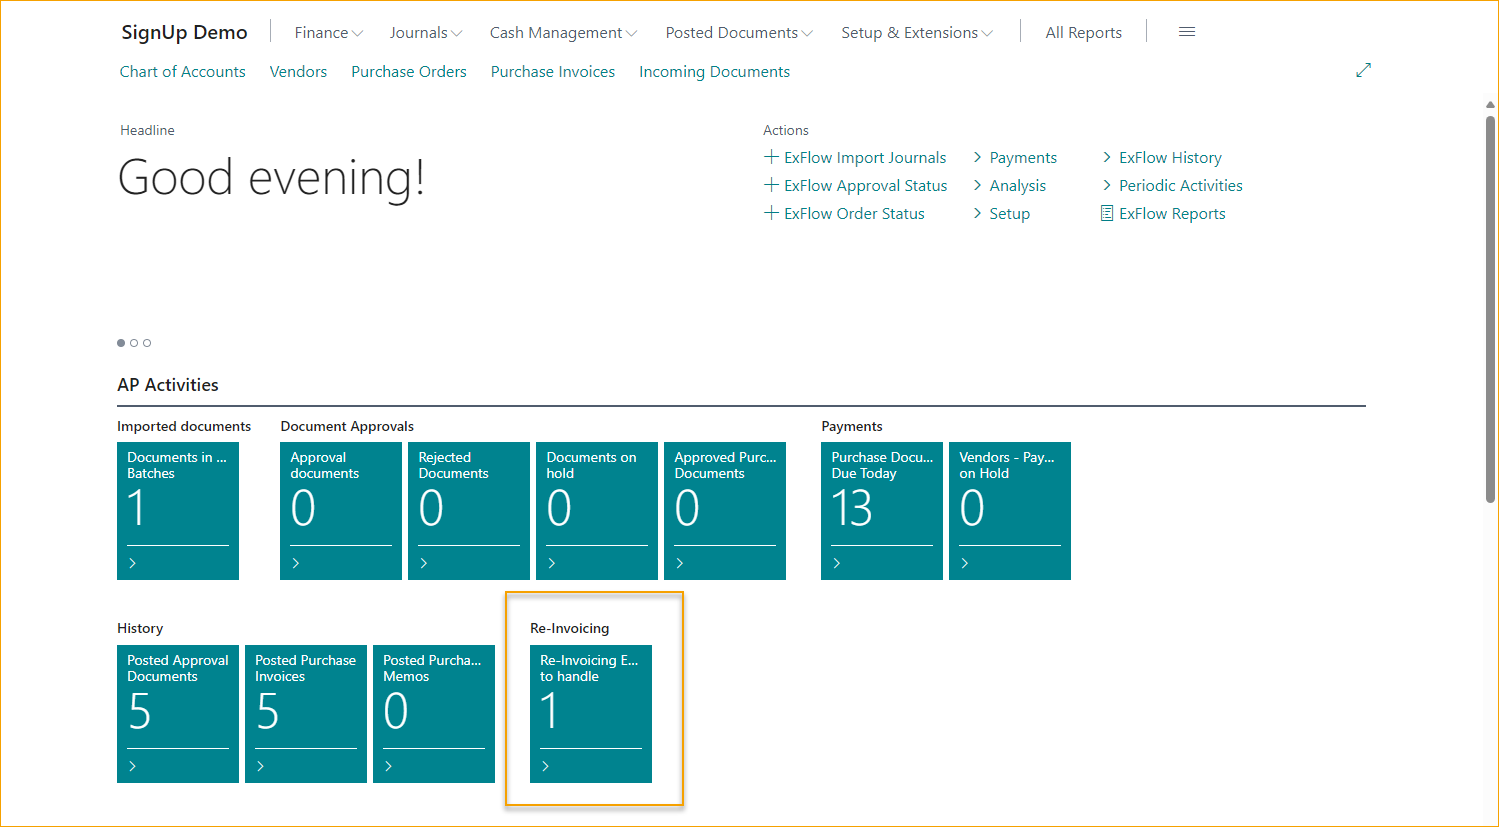 SignUp Demo
Finance
Journals
Cash Management
Posted Documents
Setup & Extensions
All Reports
Chart of Accounts
Vendors
Purchase Orders
Purchase Invoices
Incoming Documents
Headline
Good evening!
Actions
ExFlow Import Journals
ExFlow Approval Status
ExFlow Order Status
Payments
Analysis
Setup
ExFlow History
Periodic Activities
ExFlow Reports
AP Activities
Imported documents
Documents in ...
Batches
1
Document Approvals
Approval
documents
0
Rejected
Documents
0
Documents on
hold
0
Approved Purc...
Documents
0
Payments
Purchase Docu...
Due Today
13
Vendors - Pay...
on Hold
0
History
Posted Approval
Documents
5
Posted Purchase
Invoices
5
Posted Purcha...
Memos
0
Re-Invoicing
Re-Invoicing E...
to handle
1